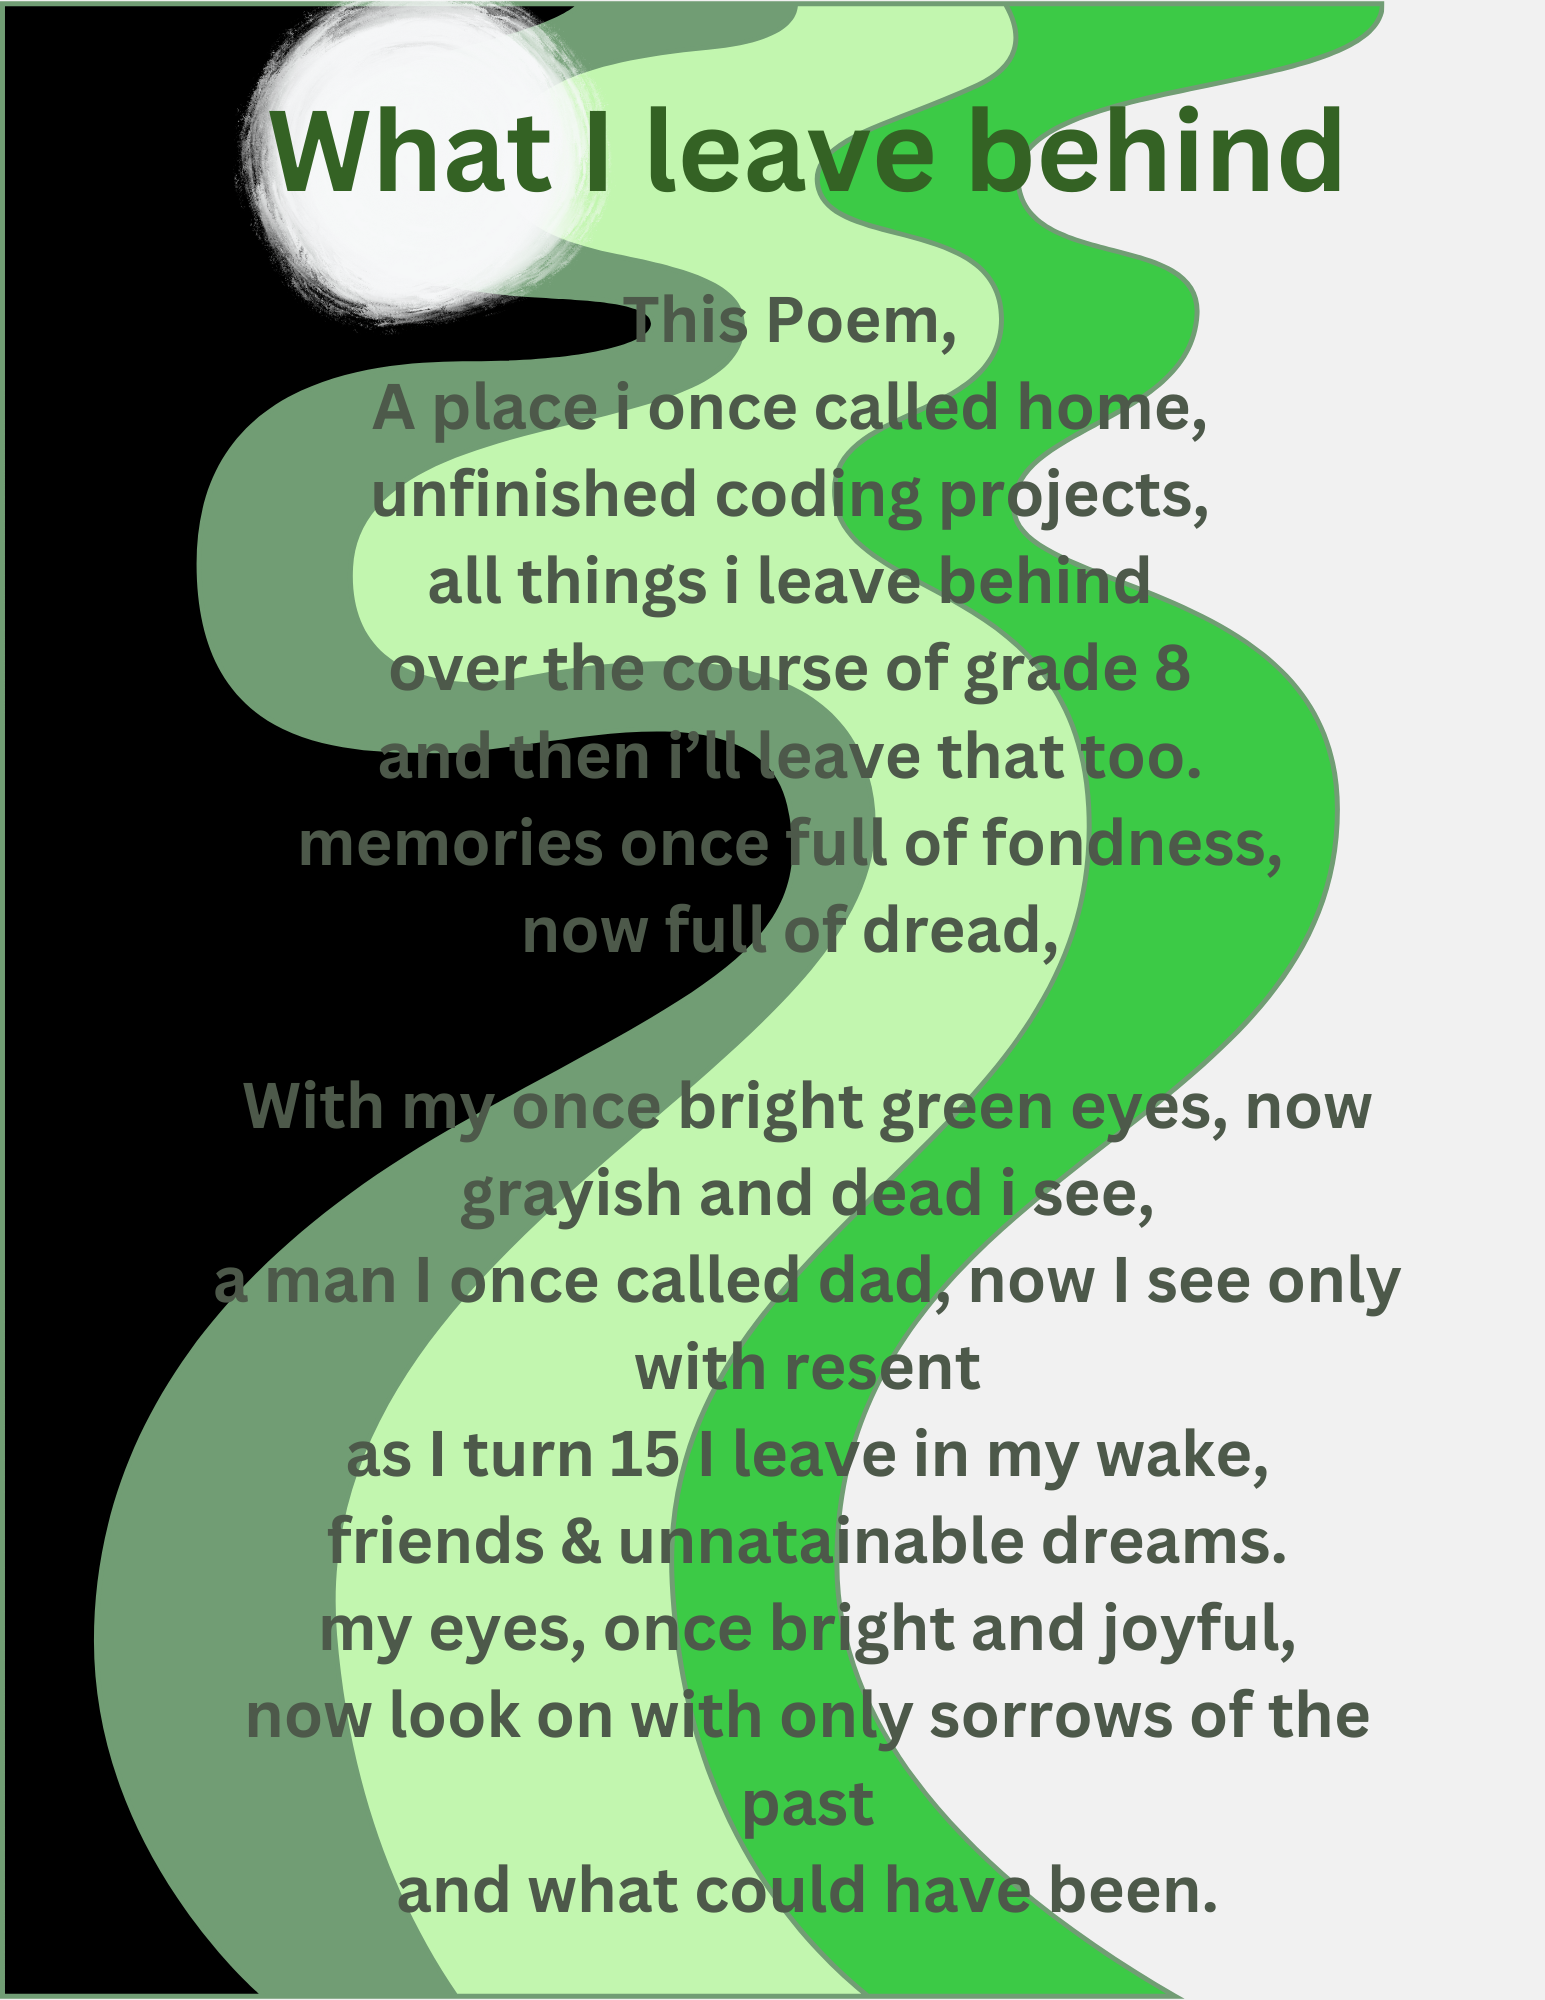 What I leave behind
This Poem,
A place i once called home,
unfinished coding projects,
all things i leave behind
over the course of grade 8
and then i’ll leave that too.
memories once full of fondness,
now full of dread,
With my once bright green eyes, now
grayish and dead i see,
a man I once called dad, now I see only
with resent
as I turn 15 I leave in my wake,
friends & unnatainable dreams.
my eyes, once bright and joyful,
now look on with only sorrows of the
past
and what could have been.